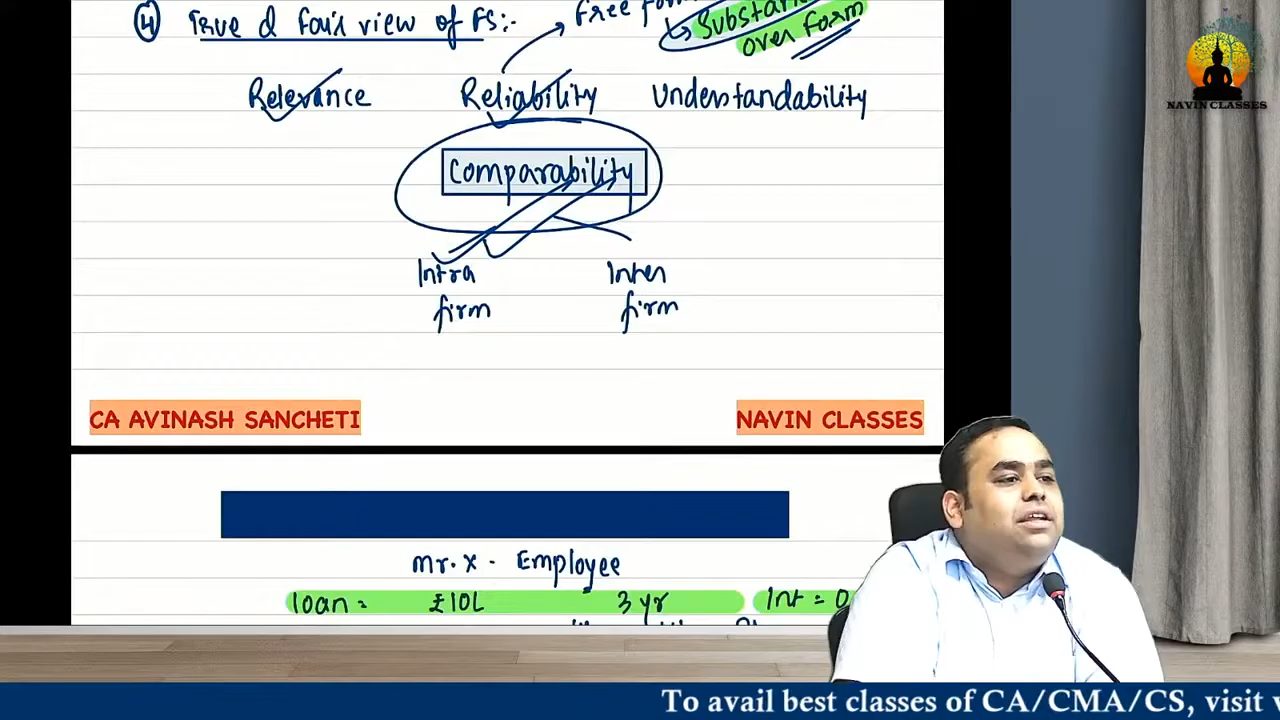 ④ True & fair view of FS:-
free from
Substance
over form
Relevance Reliability Understandability
Comparability
Intra Inter
firm firm
CA AVINASH SANCHETI NAVIN CLASSES
Mr. X - Employee
loan = ₹10L 3 yr Int = 0
NAVIN CLASSES
To avail best classes of CA/CMA/CS, visit